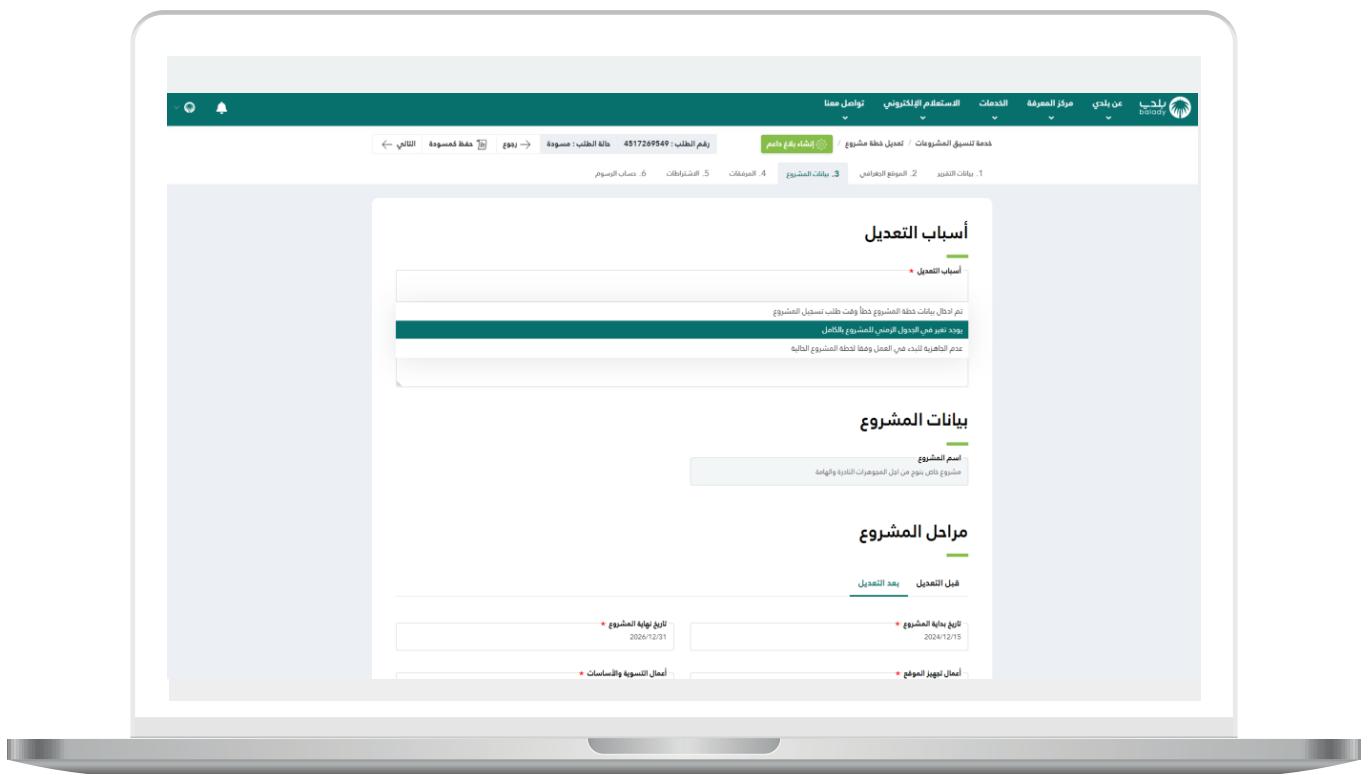 بلدي
balady
عن بلدي
مركز المعرفة
الخدمات
الاستعلام الإلكتروني
تواصل معنا
خدمة تنسيق المشروعات / تعديل خطة مشروع /
إنشاء بلاغ داعم
رقم الطلب : 4517269549
حالة الطلب : مسودة
رجوع
حفظ كمسودة
التالي
1. بيانات التقرير
2. الموقع الجغرافي
3. بيانات المشروع
4. المرفقات
5. الاشتراطات
6. حساب الرسوم
أسباب التعديل
أسباب التعديل *
تم ادخال بيانات خطة المشروع خطأ وقت طلب تسجيل المشروع
يوجد تغير في الجدول الزمني للمشروع بالكامل
عدم الجاهزية للبدء في العمل وفقا لخطة المشروع الحالية
بيانات المشروع
اسم المشروع
مشروع خاص بنوح من اجل المجوهرات النادرة والهامة
مراحل المشروع
قبل التعديل
بعد التعديل
تاريخ بداية المشروع *
2024/12/15
تاريخ نهاية المشروع *
2026/12/31
أعمال تجهيز الموقع *
أعمال التسوية والأساسات *